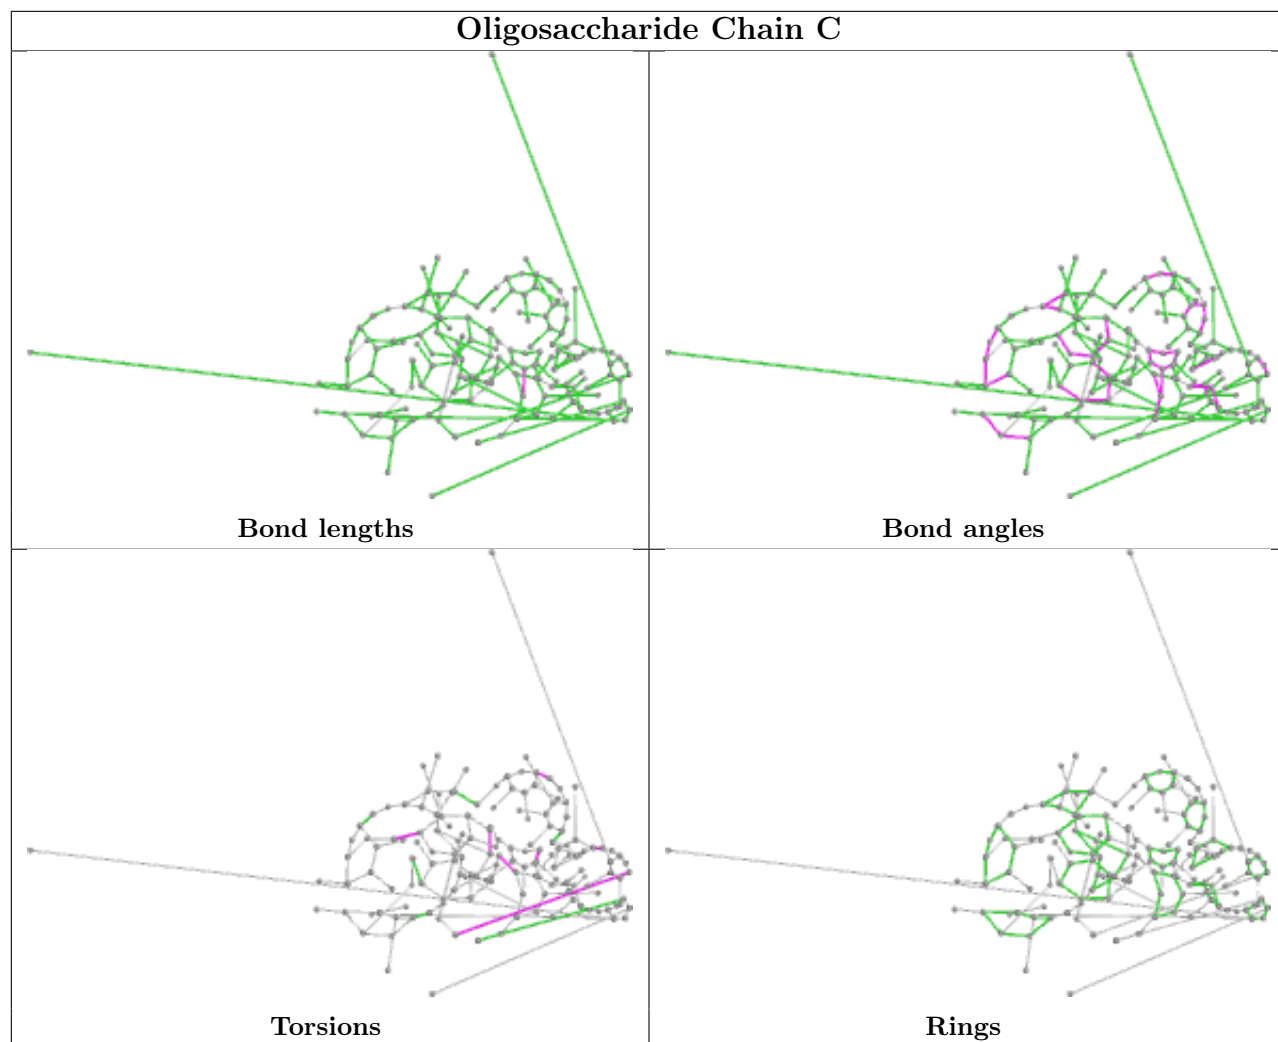 Oligosaccharide Chain C
Bond lengths
Bond angles
Torsions
Rings